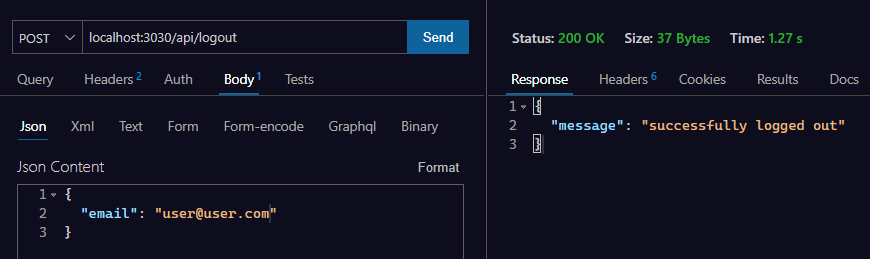 POST localhost:3030/api/logout Send
Query Headers 2 Auth Body 1 Tests
Json Xml Text Form Form-encode Graphql Binary
Json Content Format
1 {
2 "email": "user@user.com"
3 }
Status: 200 OK Size: 37 Bytes Time: 1.27 s
Response Headers 6 Cookies Results Docs
1 {
2 "message": "successfully logged out"
3 }